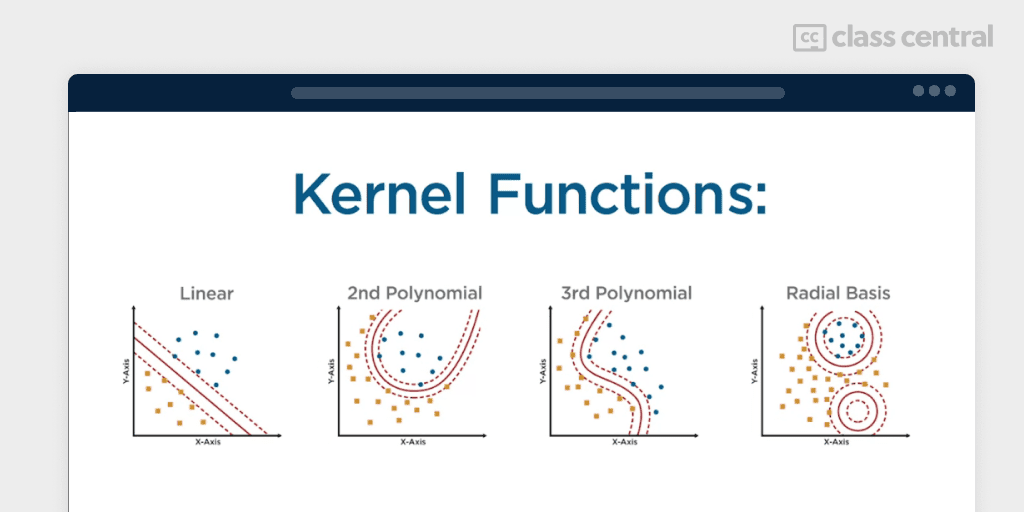 cc class central
Kernel Functions:
Linear
2nd Polynomial
3rd Polynomial
Radial Basis
Y-Axis
X-Axis
Y-Axis
X-Axis
Y-Axis
X-Axis
Y-Axis
X-Axis